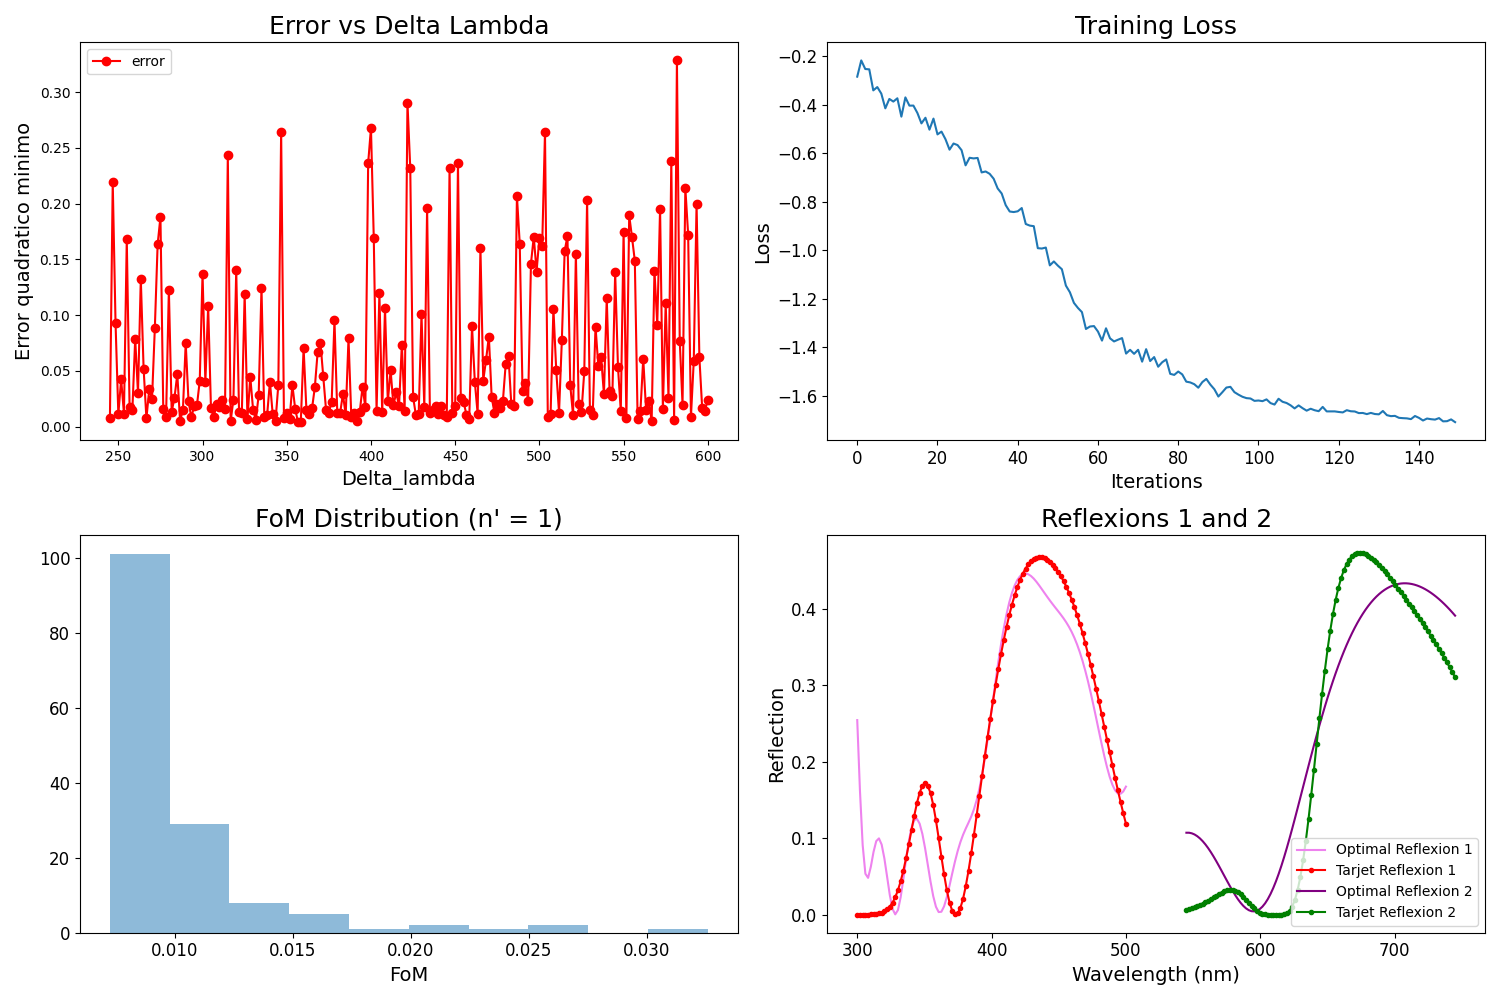 Error vs Delta Lambda
error
Error quadratico minimo
0.30
0.25
0.20
0.15
0.10
0.05
0.00
250 300 350 400 450 500 550 600
Delta_lambda
Training Loss
Loss
−0.2
−0.4
−0.6
−0.8
−1.0
−1.2
−1.4
−1.6
0 20 40 60 80 100 120 140
Iterations
FoM Distribution (n' = 1)
100
80
60
40
20
0
0.010 0.015 0.020 0.025 0.030
FoM
Reflexions 1 and 2
Reflection
0.4
0.3
0.2
0.1
0.0
Optimal Reflexion 1
Tarjet Reflexion 1
Optimal Reflexion 2
Tarjet Reflexion 2
300 400 500 600 700
Wavelength (nm)